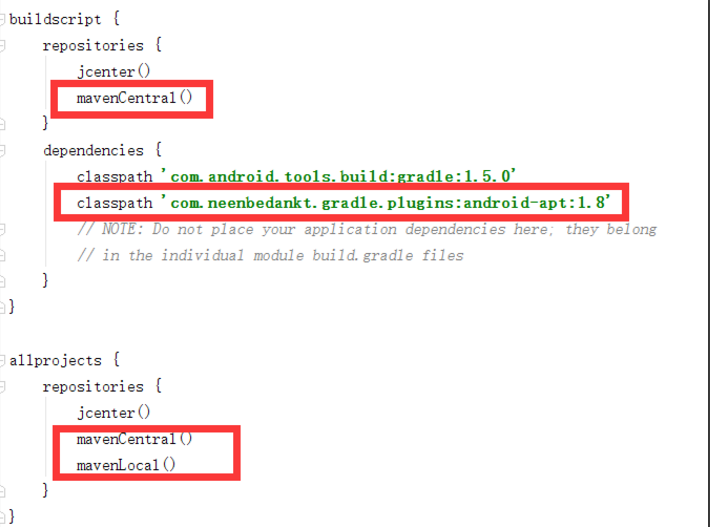 buildscript {
    repositories {
        jcenter()
        mavenCentral()
    }
    dependencies {
        classpath 'com.android.tools.build:gradle:1.5.0'
        classpath 'com.neenbedankt.gradle.plugins:android-apt:1.8'
        // NOTE: Do not place your application dependencies here; they belong
        // in the individual module build.gradle files
    }
}

allprojects {
    repositories {
        jcenter()
        mavenCentral()
        mavenLocal()
    }
}